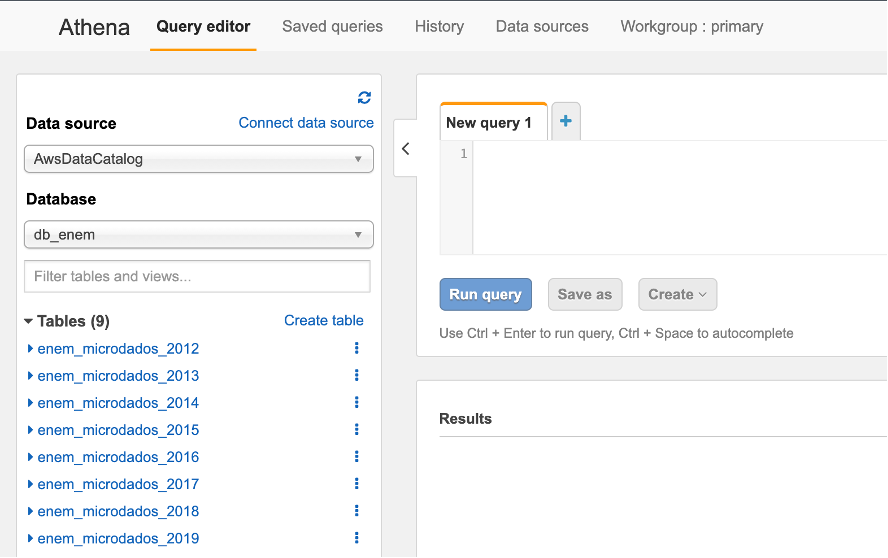 Athena Query editor Saved queries History Data sources Workgroup : primary
Data source Connect data source
AwsDataCatalog
Database
db_enem
Filter tables and views...
Tables (9) Create table
enem_microdados_2012
enem_microdados_2013
enem_microdados_2014
enem_microdados_2015
enem_microdados_2016
enem_microdados_2017
enem_microdados_2018
enem_microdados_2019
New query 1 +
1
Run query Save as Create
Use Ctrl + Enter to run query, Ctrl + Space to autocomplete
Results